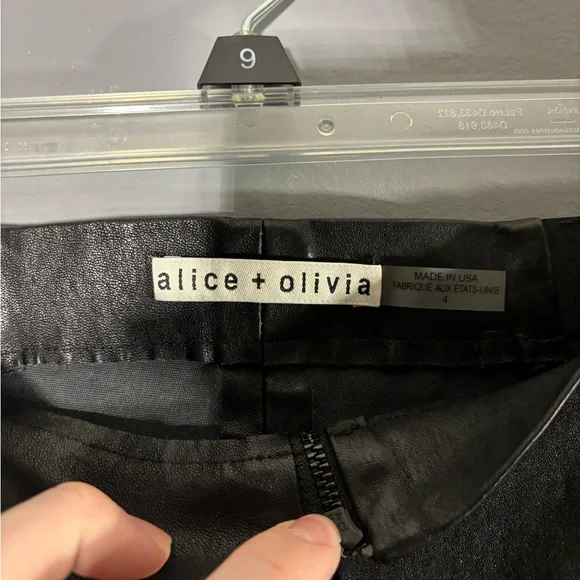 9
alice + olivia
MADE IN USA
FABRIQUÉ AUX ÉTATS-UNIS
4